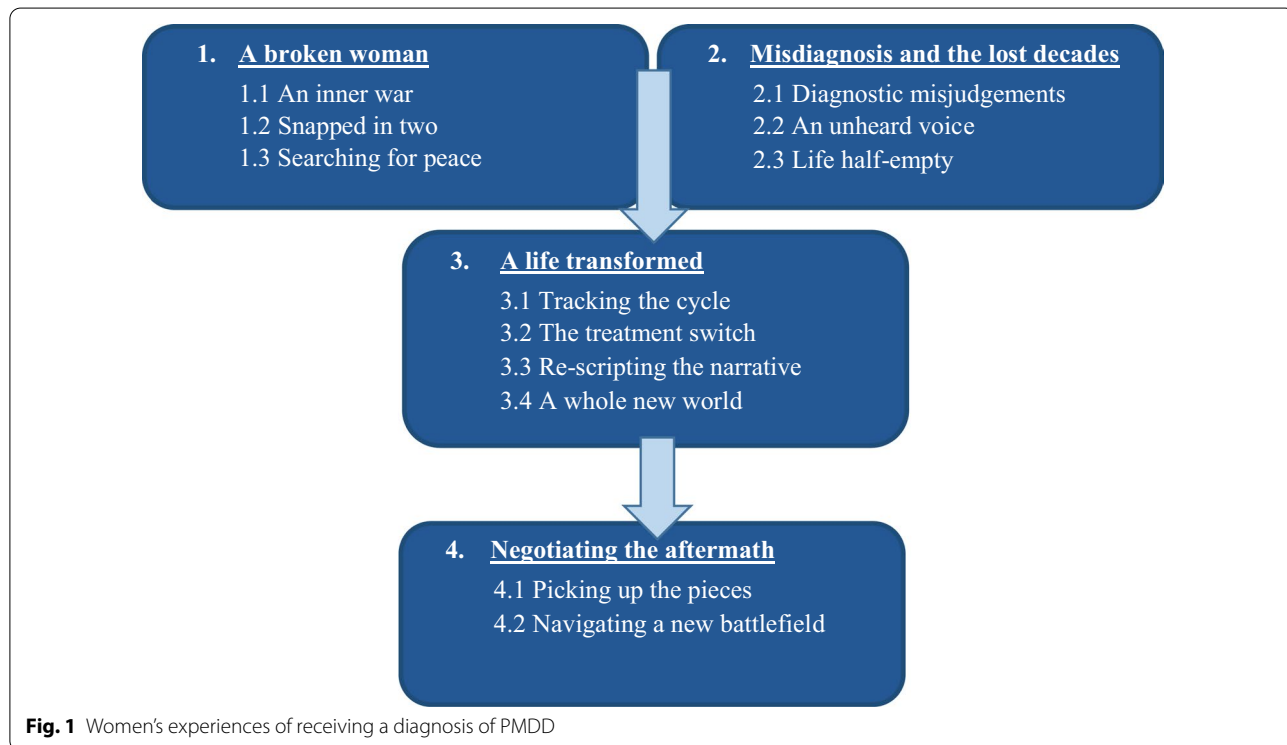 1. A broken woman
1.1 An inner war
1.2 Snapped in two
1.3 Searching for peace
2. Misdiagnosis and the lost decades
2.1 Diagnostic misjudgements
2.2 An unheard voice
2.3 Life half-empty
3. A life transformed
3.1 Tracking the cycle
3.2 The treatment switch
3.3 Re-scripting the narrative
3.4 A whole new world
4. Negotiating the aftermath
4.1 Picking up the pieces
4.2 Navigating a new battlefield
Fig. 1 Women’s experiences of receiving a diagnosis of PMDD